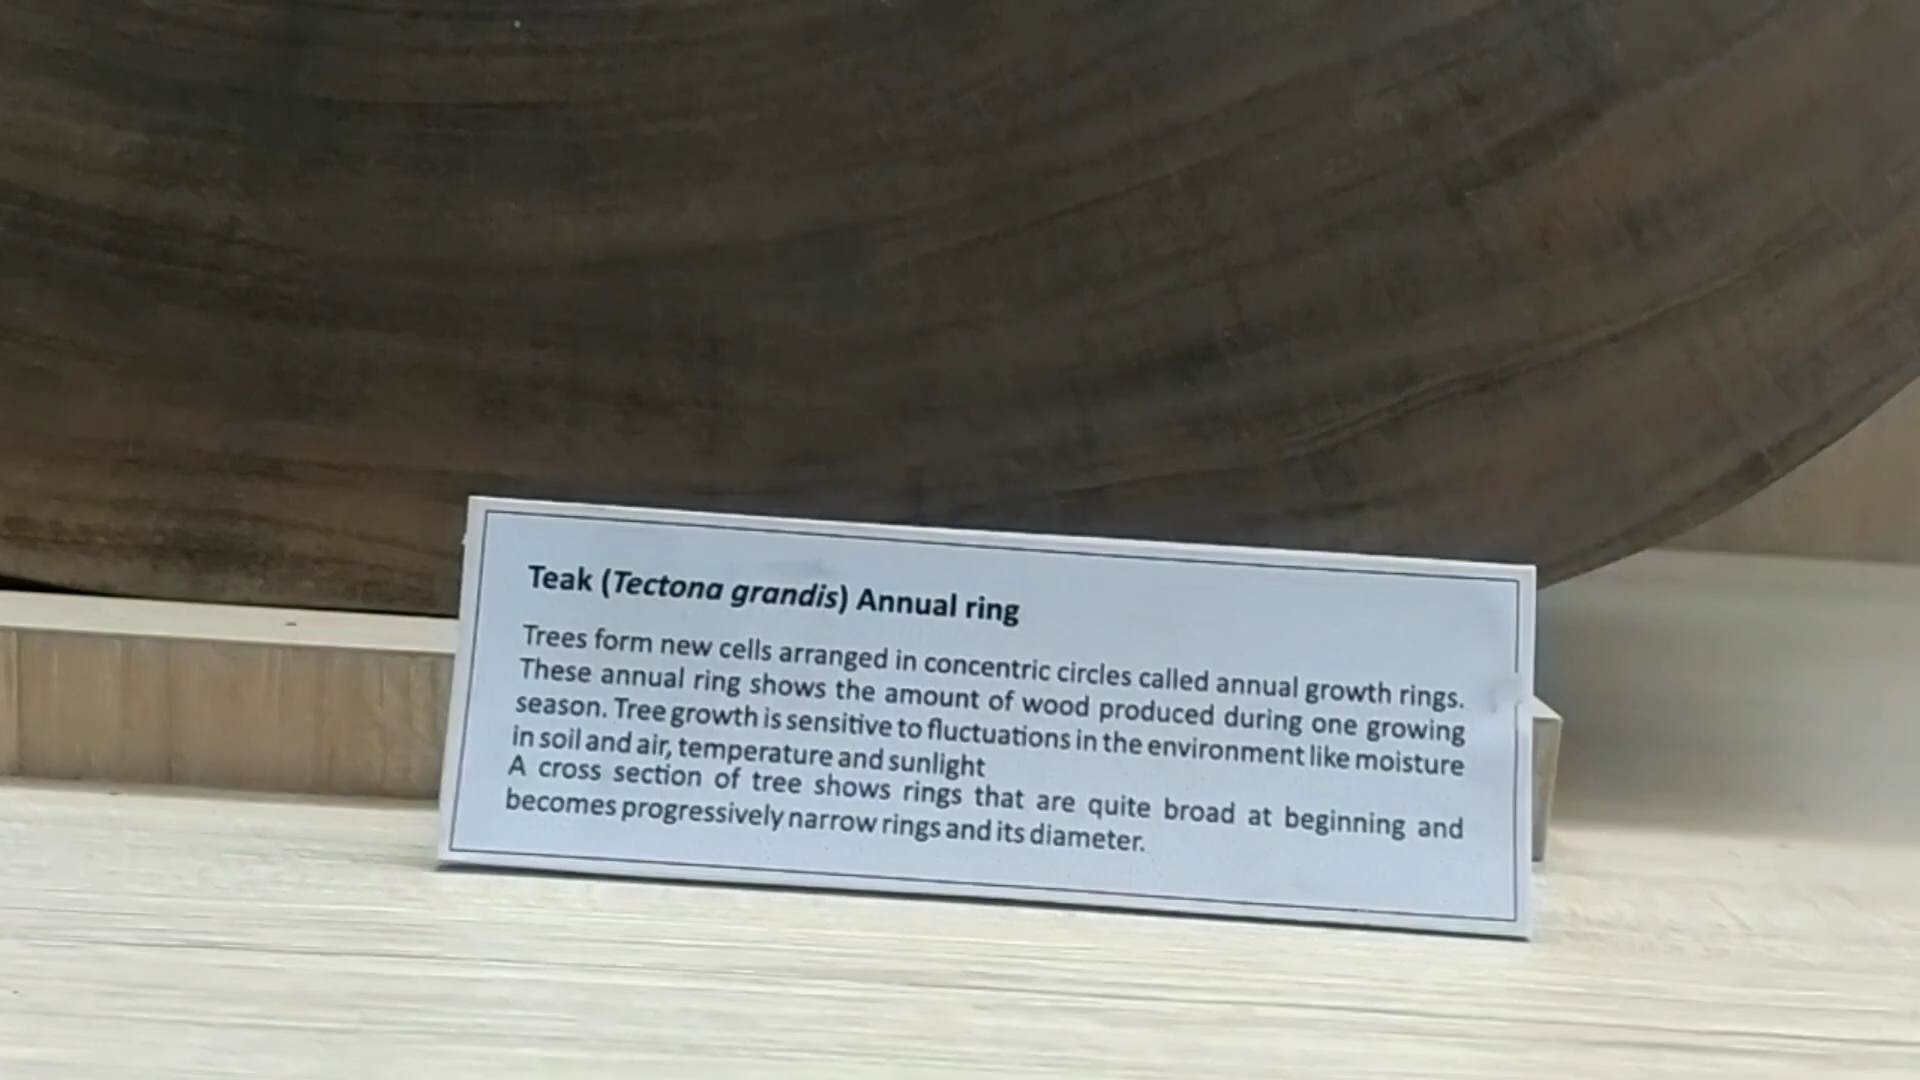 Teak (Tectona grandis) Annual ring
Trees form new cells arranged in concentric circles called annual growth rings.
These annual ring shows the amount of wood produced during one growing
season. Tree growth is sensitive to fluctuations in the environment like moisture
in soil and air, temperature and sunlight
A cross section of tree shows rings that are quite broad at beginning and
becomes progressively narrow rings and its diameter.